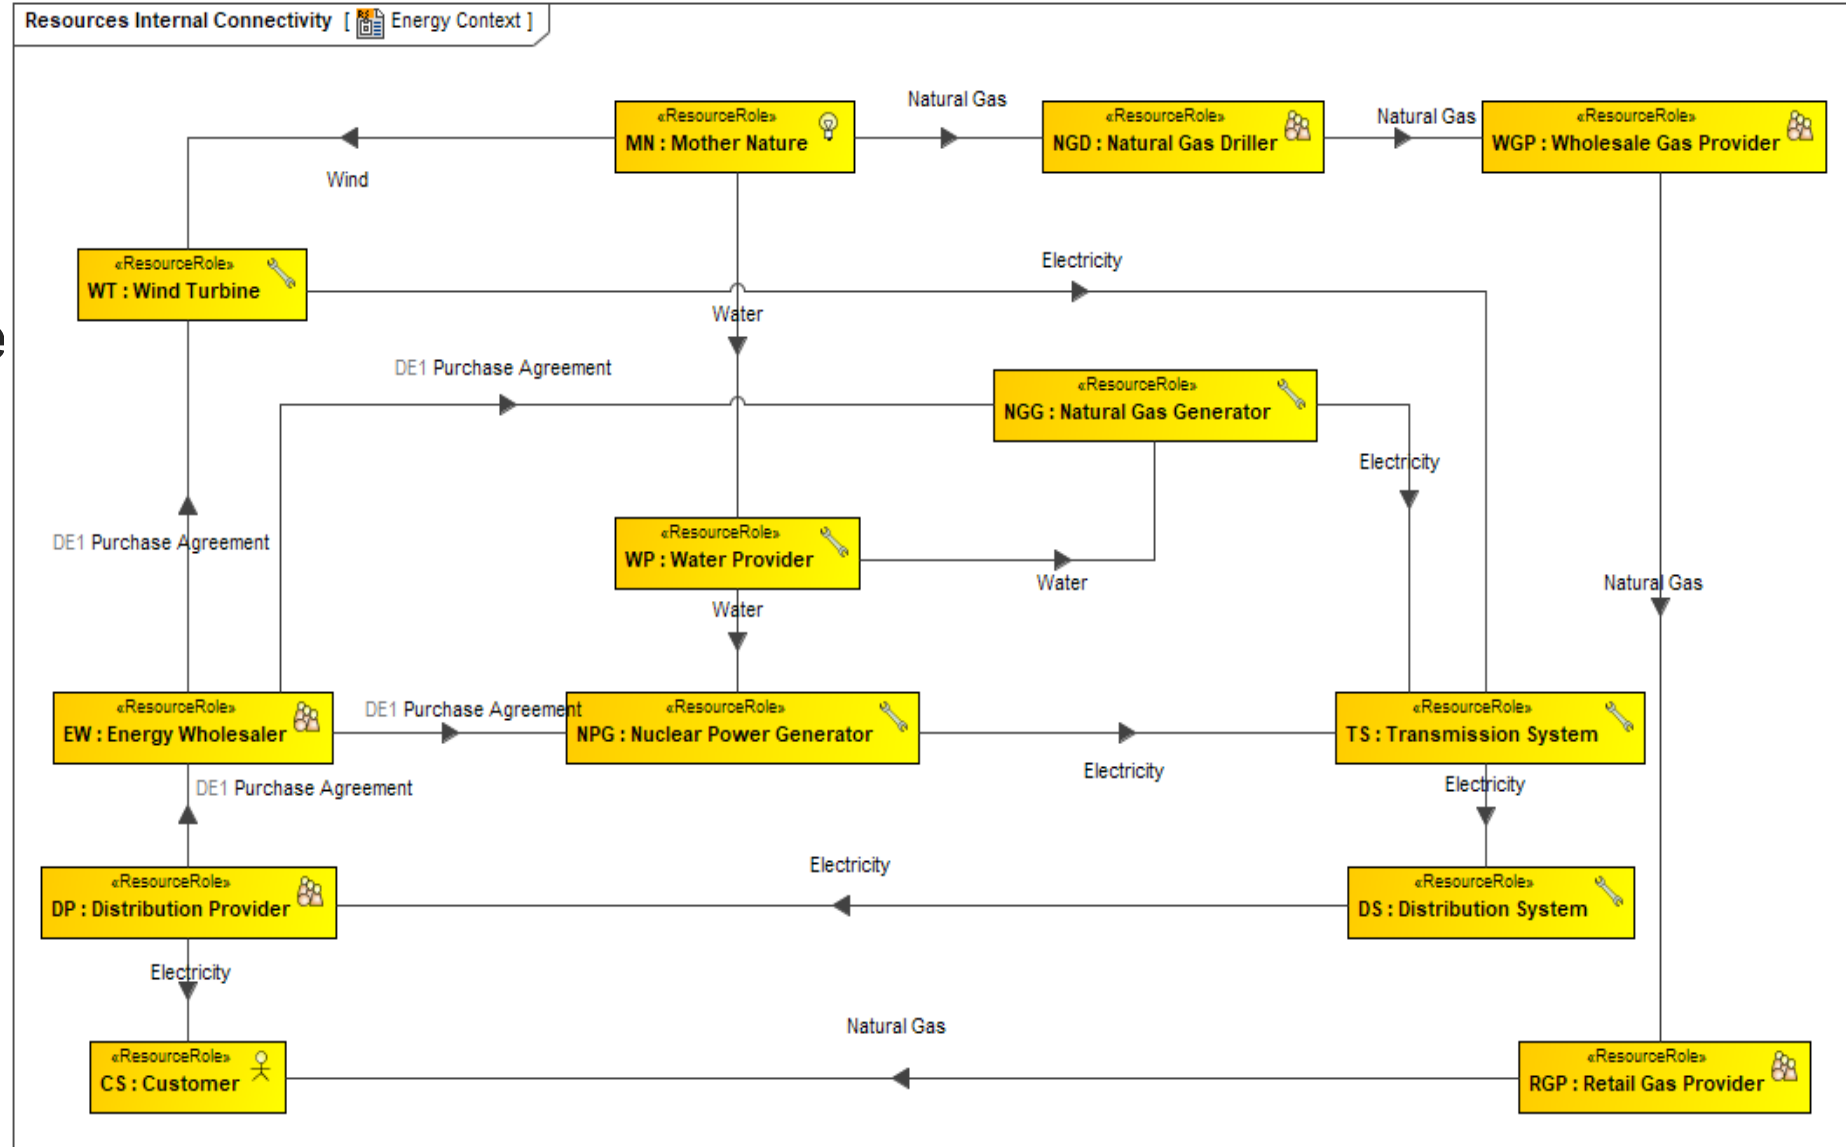 Resources Internal Connectivity [ Energy Context ]
Natural Gas
Natural Gas
«ResourceRole»
MN : Mother Nature
«ResourceRole»
NGD : Natural Gas Driller
«ResourceRole»
WGP : Wholesale Gas Provider
Wind
«ResourceRole»
WT : Wind Turbine
Electricity
Water
e
DE1 Purchase Agreement
«ResourceRole»
NGG : Natural Gas Generator
Electricity
DE1 Purchase Agreement
«ResourceRole»
WP : Water Provider
Water
Natural Gas
Water
«ResourceRole»
EW : Energy Wholesaler
DE1 Purchase Agreement
«ResourceRole»
NPG : Nuclear Power Generator
«ResourceRole»
TS : Transmission System
Electricity
Electricity
DE1 Purchase Agreement
Electricity
«ResourceRole»
DP : Distribution Provider
«ResourceRole»
DS : Distribution System
Electricity
Natural Gas
«ResourceRole»
CS : Customer
«ResourceRole»
RGP : Retail Gas Provider